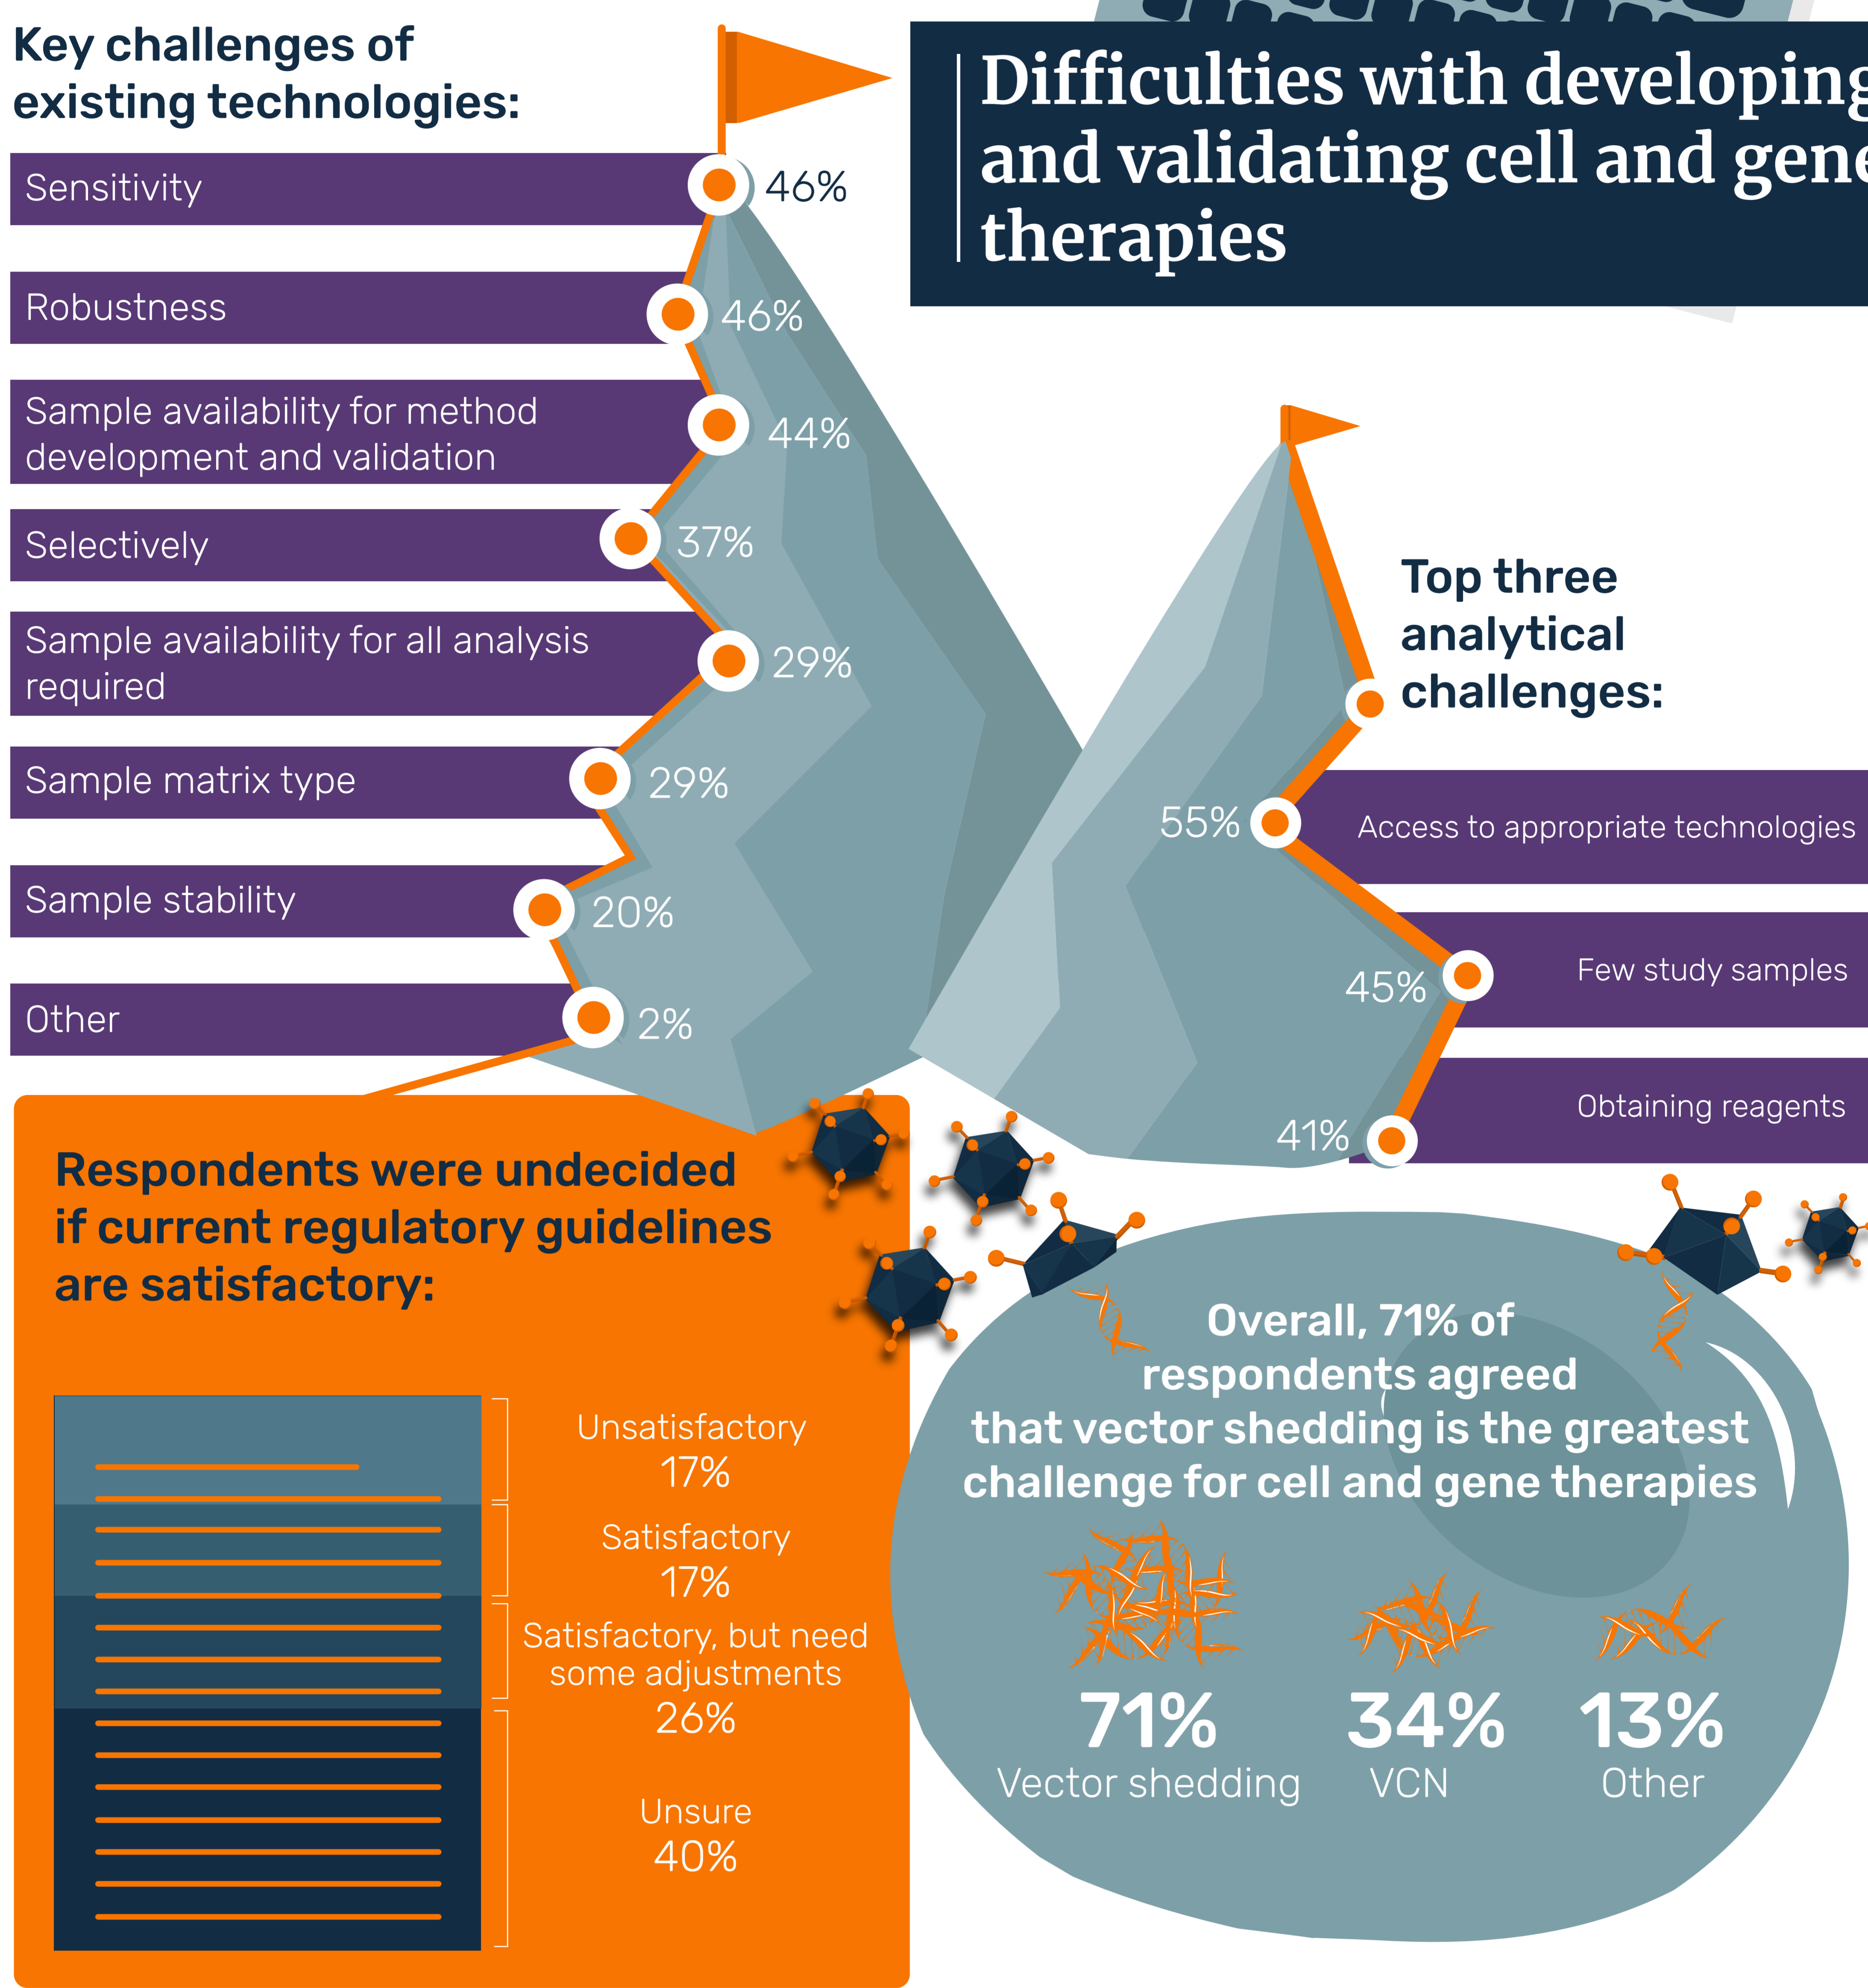 Key challenges of
existing technologies:
Sensitivity
46%
Robustness
46%
Sample availability for method
development and validation
44%
Selectively
37%
Sample availability for all analysis
required
29%
Sample matrix type
29%
Sample stability
20%
Other
2%
Difficulties with developing
and validating cell and gene
therapies
Top three
analytical
challenges:
55%
Access to appropriate technologies
45%
Few study samples
41%
Obtaining reagents
Respondents were undecided
if current regulatory guidelines
are satisfactory:
Unsatisfactory
17%
Satisfactory
17%
Satisfactory, but need
some adjustments
26%
Unsure
40%
Overall, 71% of
respondents agreed
that vector shedding is the greatest
challenge for cell and gene therapies
71%
Vector shedding
34%
VCN
13%
Other